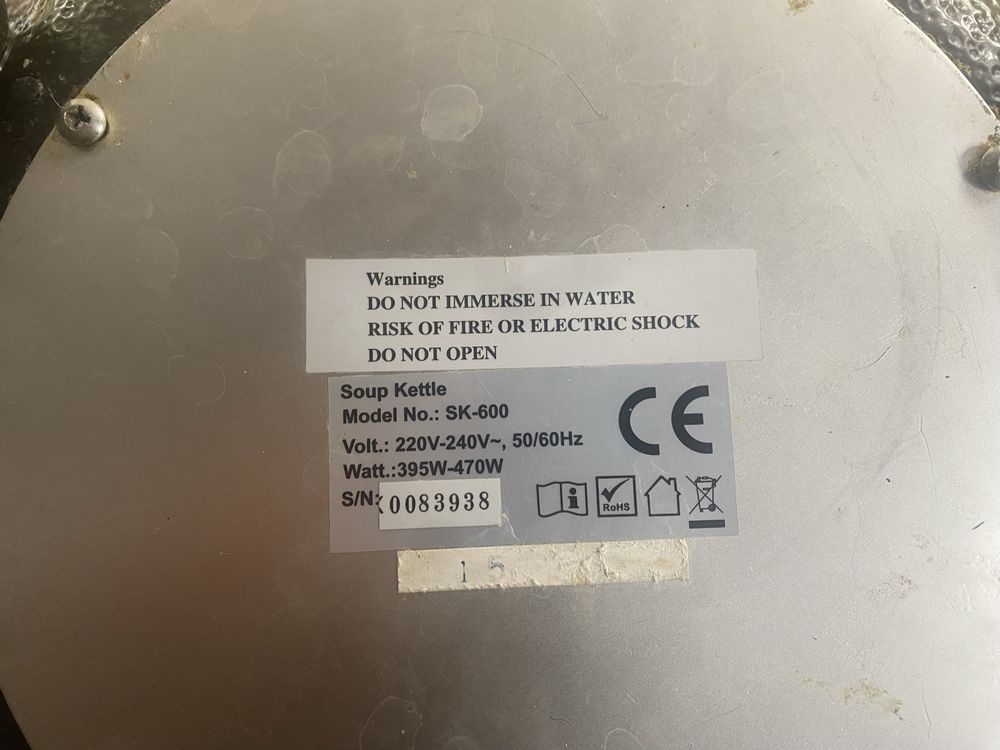 Warnings
DO NOT IMMERSE IN WATER
RISK OF FIRE OR ELECTRIC SHOCK
DO NOT OPEN
Soup Kettle
Model No.: SK-600
Volt.: 220V-240V~, 50/60Hz
Watt.:395W-470W
S/N: 0083938
CE
RoHS
15